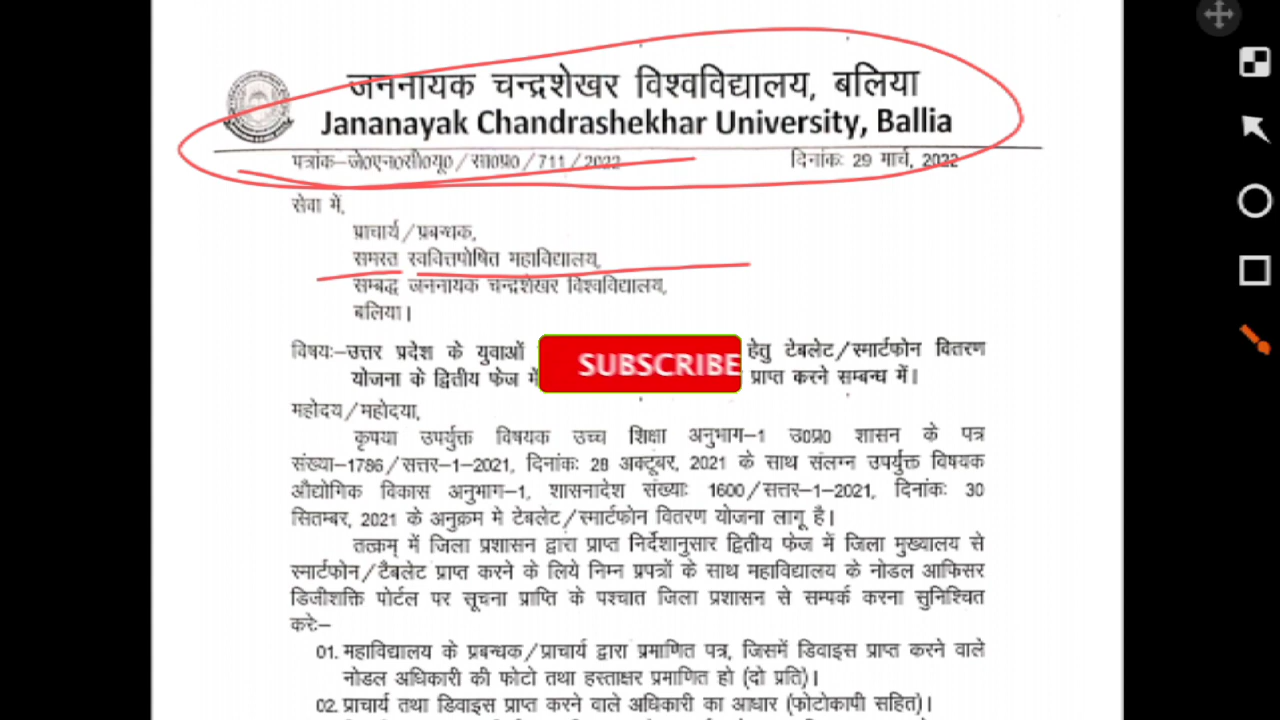 जननायक चन्द्रशेखर विश्वविद्यालय, बलिया
Jananayak Chandrashekhar University, Ballia
पत्रांक-जे०एन०सी०यू०/सा०प्र०/711/2022 दिनांकः 29 मार्च, 2022
सेवा में,
प्राचार्य/प्रबन्धक,
समस्त स्ववित्तपोषित महाविद्यालय,
सम्बद्ध जननायक चन्द्रशेखर विश्वविद्यालय,
बलिया।
विषयः-उत्तर प्रदेश के युवाओं हेतु टेबलेट/स्मार्टफोन वितरण
SUBSCRIBE
योजना के द्वितीय फेज में प्राप्त करने सम्बन्ध में।
महोदय/महोदया,
कृपया उपर्युक्त विषयक उच्च शिक्षा अनुभाग-1 उ०प्र० शासन के पत्र
संख्या-1786/सत्तर-1-2021, दिनांकः 28 अक्टूबर, 2021 के साथ संलग्न उपर्युक्त विषयक
औद्योगिक विकास अनुभाग-1, शासनादेश संख्याः 1600/सत्तर-1-2021, दिनांकः 30
सितम्बर, 2021 के अनुक्रम मे टेबलेट/स्मार्टफोन वितरण योजना लागू है।
तत्क्रम् में जिला प्रशासन द्वारा प्राप्त निर्देशानुसार द्वितीय फेज में जिला मुख्यालय से
स्मार्टफोन/टैबलेट प्राप्त करने के लिये निम्न प्रपत्रों के साथ महाविद्यालय के नोडल आफिसर
डिजीशक्ति पोर्टल पर सूचना प्राप्ति के पश्चात जिला प्रशासन से सम्पर्क करना सुनिश्चित
करेः-
01. महाविद्यालय के प्रबन्धक/प्राचार्य द्वारा प्रमाणित पत्र, जिसमें डिवाइस प्राप्त करने वाले
नोडल अधिकारी की फोटो तथा हस्ताक्षर प्रमाणित हो (दो प्रति)।
02. प्राचार्य तथा डिवाइस प्राप्त करने वाले अधिकारी का आधार (फोटोकापी सहित)।